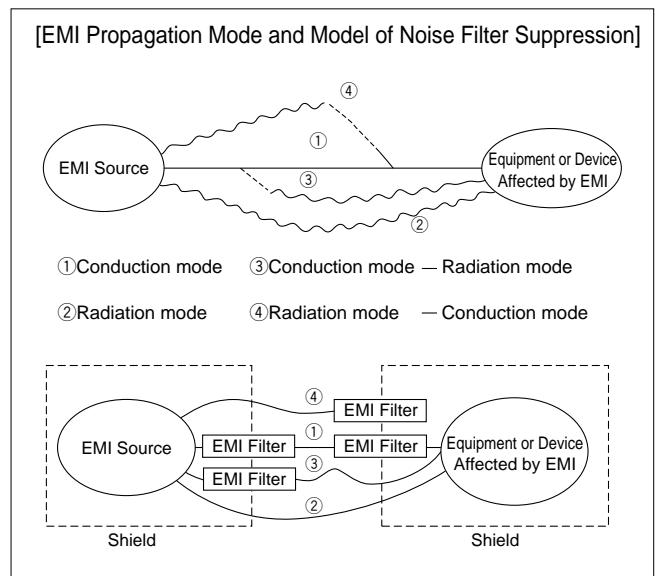 [EMI Propagation Mode and Model of Noise Filter Suppression]
④
①
EMI Source
Equipment or Device
Affected by EMI
③
②
①Conduction mode ③Conduction mode — Radiation mode
②Radiation mode ④Radiation mode — Conduction mode
④
EMI Filter
①
EMI Source
EMI Filter
EMI Filter
Equipment or Device
Affected by EMI
③
EMI Filter
②
Shield
Shield